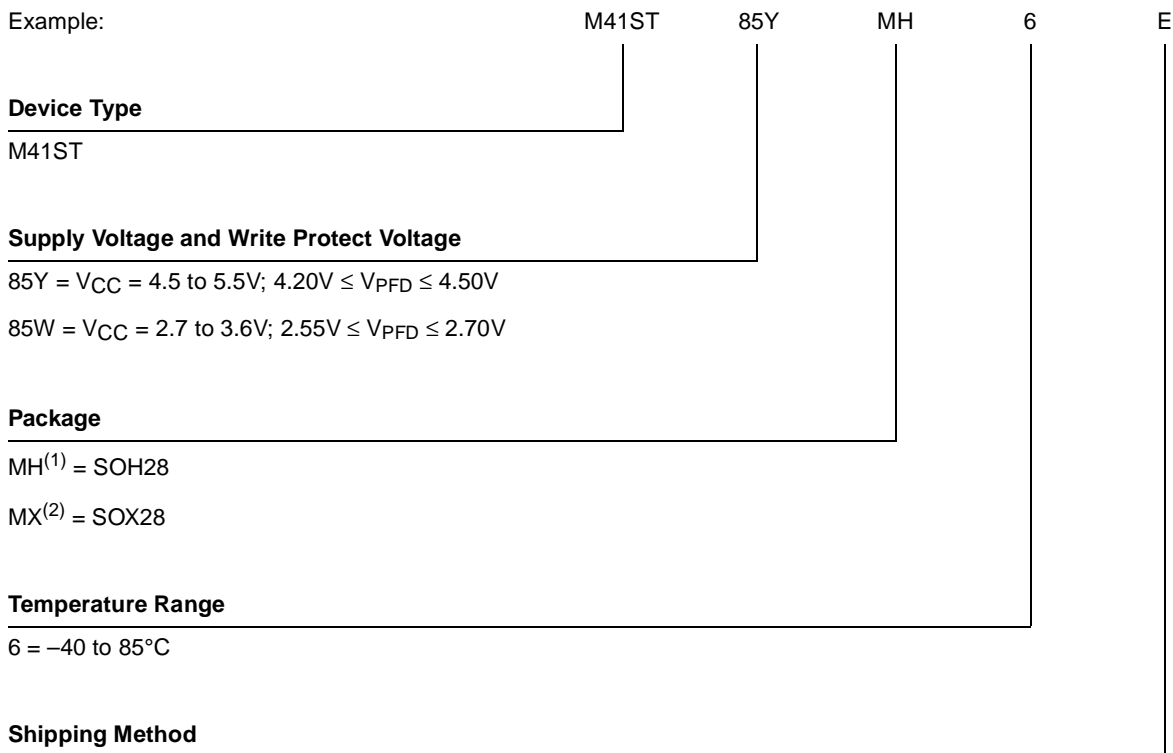 Example: M41ST 85Y MH 6 E
Device Type
M41ST
Supply Voltage and Write Protect Voltage
85Y = VCC = 4.5 to 5.5V; 4.20V ≤ VPFD ≤ 4.50V
85W = VCC = 2.7 to 3.6V; 2.55V ≤ VPFD ≤ 2.70V
Package
MH(1) = SOH28
MX(2) = SOX28
Temperature Range
6 = –40 to 85°C
Shipping Method